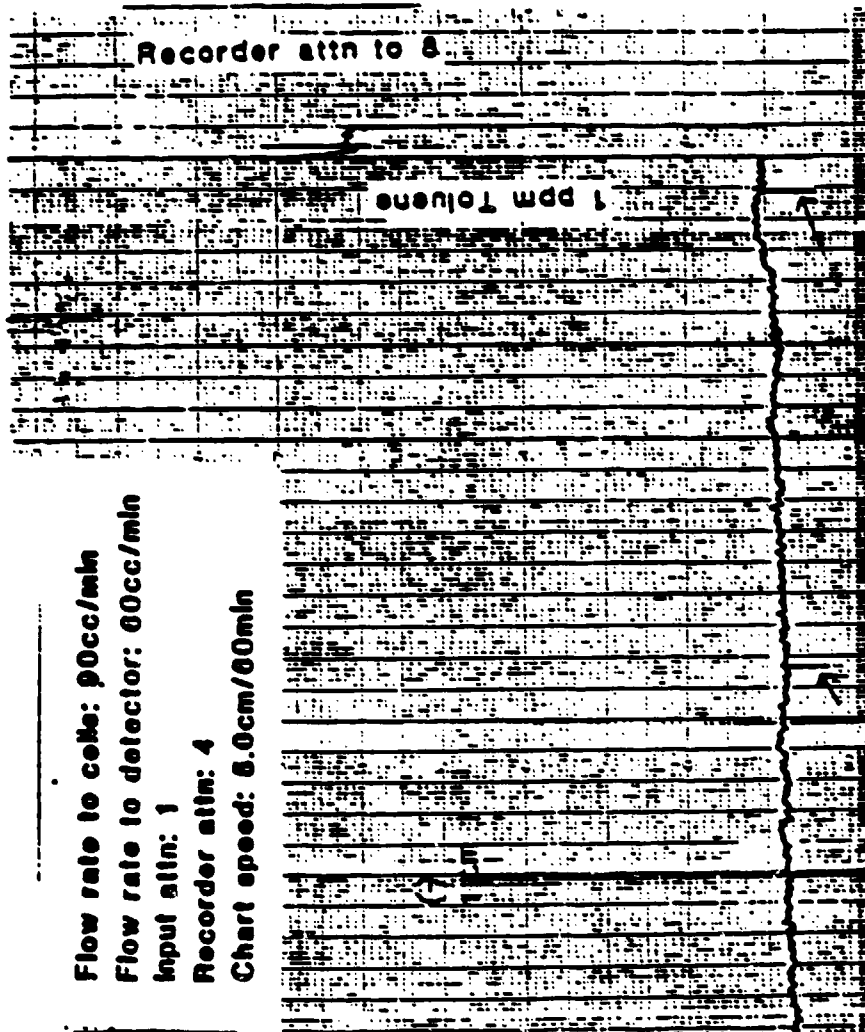 Recorder attn to 8
1 ppm Toluene
Flow rate to cells: 90cc/min
Flow rate to detector: 60cc/min
Input attn: 1
Recorder attn: 4
Chart speed: 5.0cm/60min